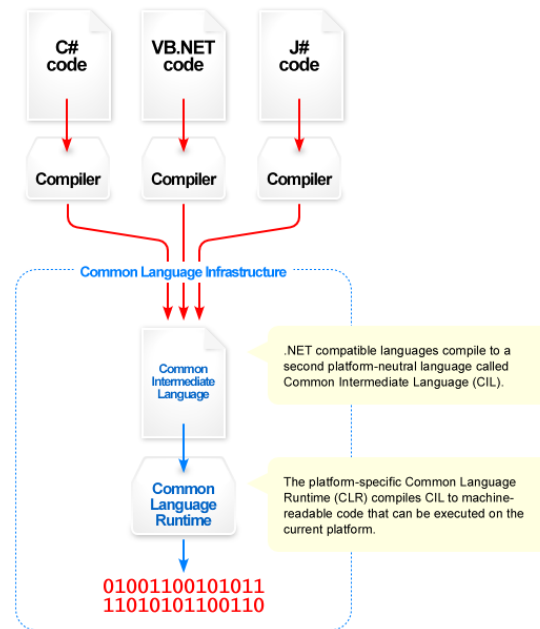 C#
code
VB.NET
code
J#
code
Compiler
Compiler
Compiler
Common Language Infrastructure
Common
Intermediate
Language
.NET compatible languages compile to a
second platform-neutral language called
Common Intermediate Language (CIL).
Common
Language
Runtime
The platform-specific Common Language
Runtime (CLR) compiles CIL to machine-
readable code that can be executed on the
current platform.
01001100101011
11010101100110